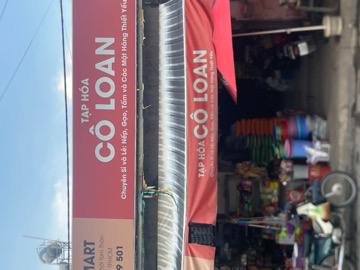 TẠP HÓA
CÔ LOAN
Chuyên Sỉ và Lẻ: Nếp, Gạo, Tấm và Các Mặt Hàng Thiết Yếu
MART
9 501
TẠP HÓA CÔ LOAN